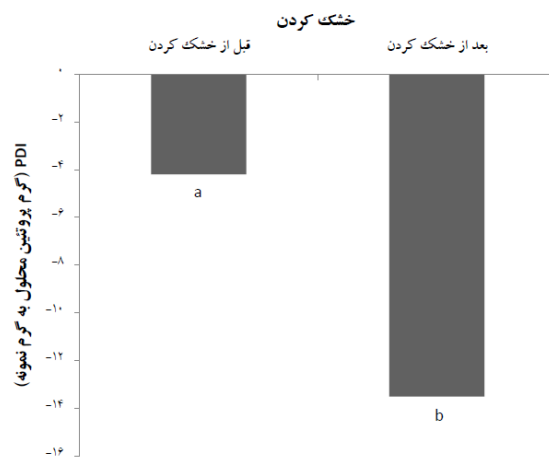 خشک کردن
قبل از خشک کردن
بعد از خشک کردن
PDI (گرم پروتئین محلول به گرم نمونه)
۰
-۲
-۴
-۶
-۸
-۱۰
-۱۲
-۱۴
-۱۶
a
b